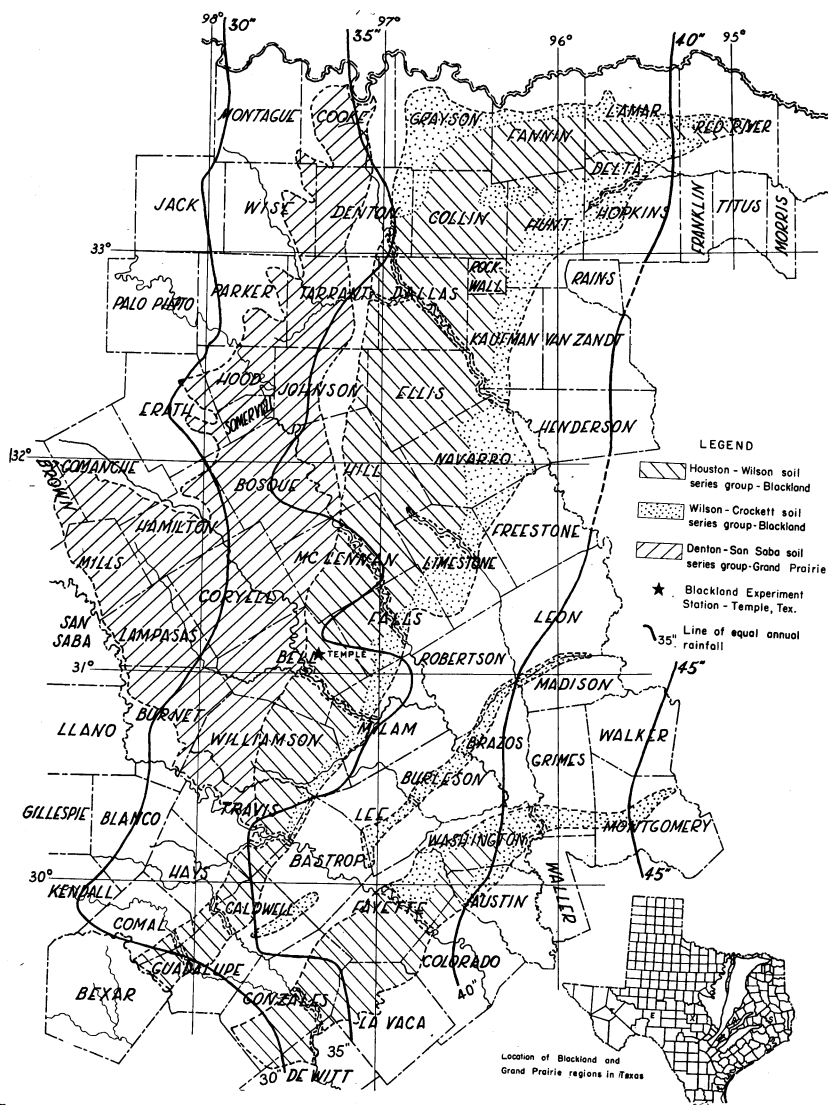 98° 30" 35" 97° 96° 40" 95°
MONTAGUE COOKE GRAYSON FANNIN LAMAR RED RIVER
DELTA
JACK WISE DENTON COLLIN HUNT HOPKINS FRANKLIN TITUS MORRIS
33°
PALO PINTO PARKER TARRANT DALLAS ROCK-
WALL RAINS
KAUFMAN VAN ZANDT
HOOD JOHNSON ELLIS
ERATH SOMERVELL HENDERSON
LEGEND
32°
BROWN COMANCHE BOSQUE HILL NAVARRO
Houston - Wilson soil
series group - Blackland
HAMILTON FREESTONE
Wilson - Crockett soil
series group - Blackland
MILLS MC LENNAN LIMESTONE
Denton - San Saba soil
series group - Grand Prairie
CORYELL
Blackland Experiment
Station - Temple, Tex.
SAN
SABA LAMPASAS FALLS LEON
35" Line of equal annual
rainfall
BELL TEMPLE ROBERTSON
31° 45"
MADISON
LLANO BURNET WILLIAMSON MILAM BRAZOS GRIMES WALKER
BURLESON
GILLESPIE BLANCO TRAVIS LEE WASHINGTON MONTGOMERY
BASTROP
30° HAYS WALLER 45"
KENDALL CALDWELL FAYETTE AUSTIN
COMAL
GUADALUPE COLORADO
BEXAR GONZALES 40"
LA VACA
35"
30" DE WITT
E X
Location of Blackland and
Grand Prairie regions in Texas